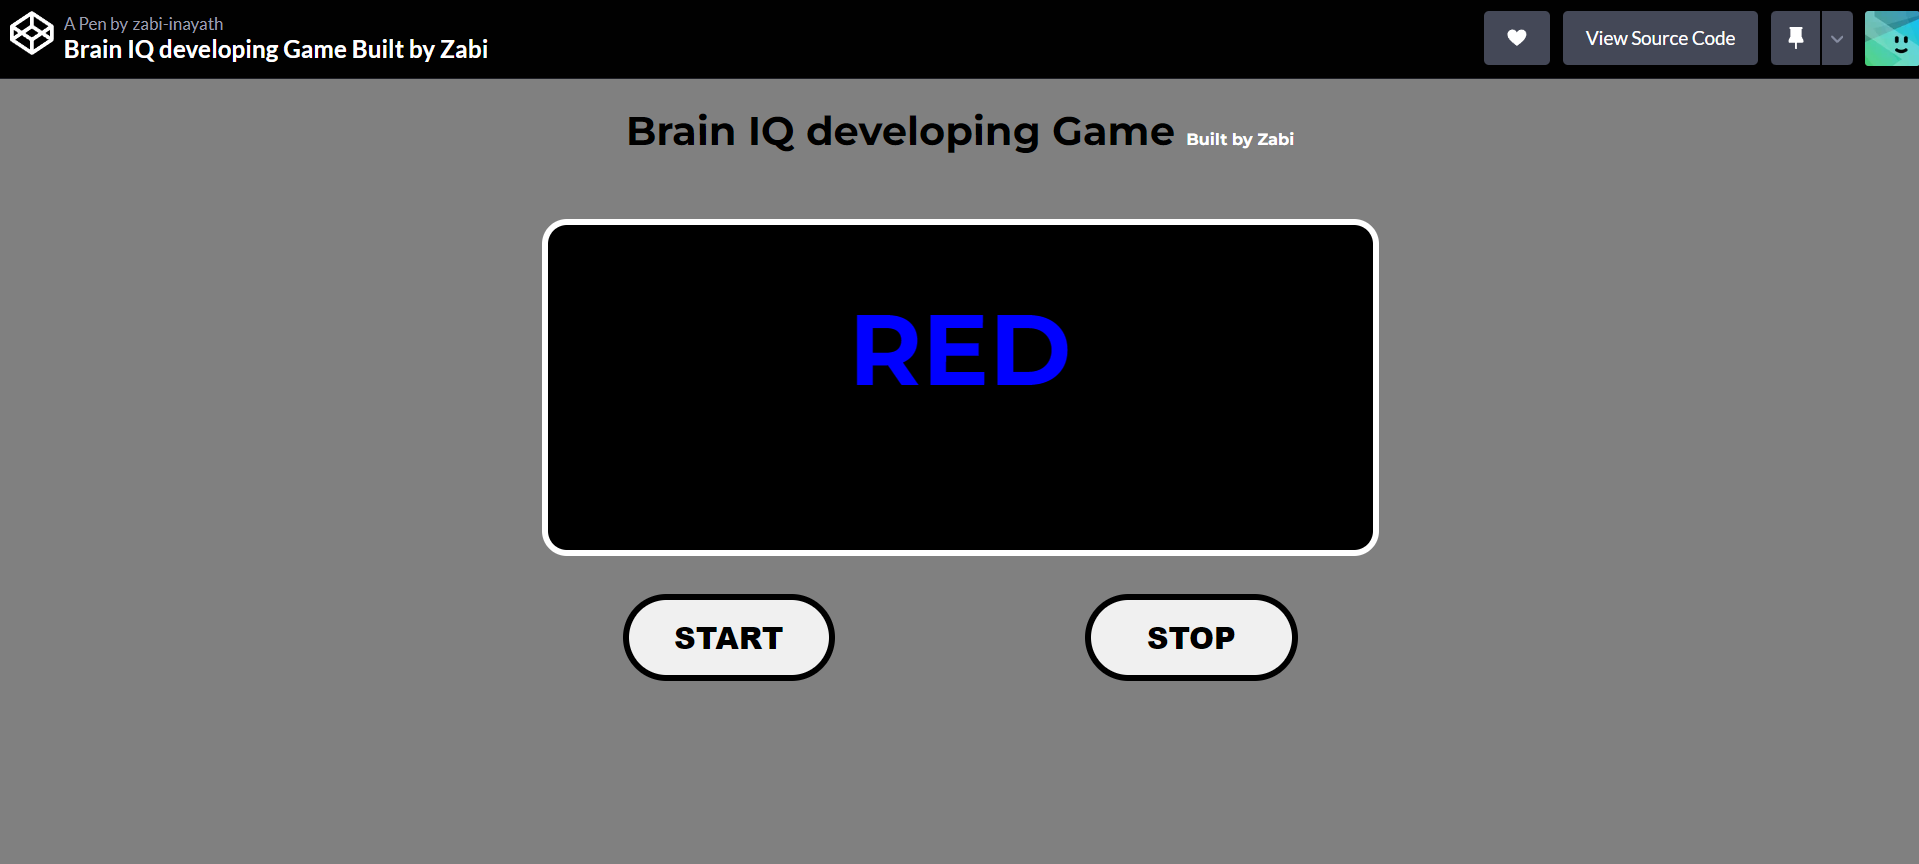 A Pen by zabi-inayath
Brain IQ developing Game Built by Zabi
View Source Code
Brain IQ developing Game Built by Zabi
RED
START
STOP